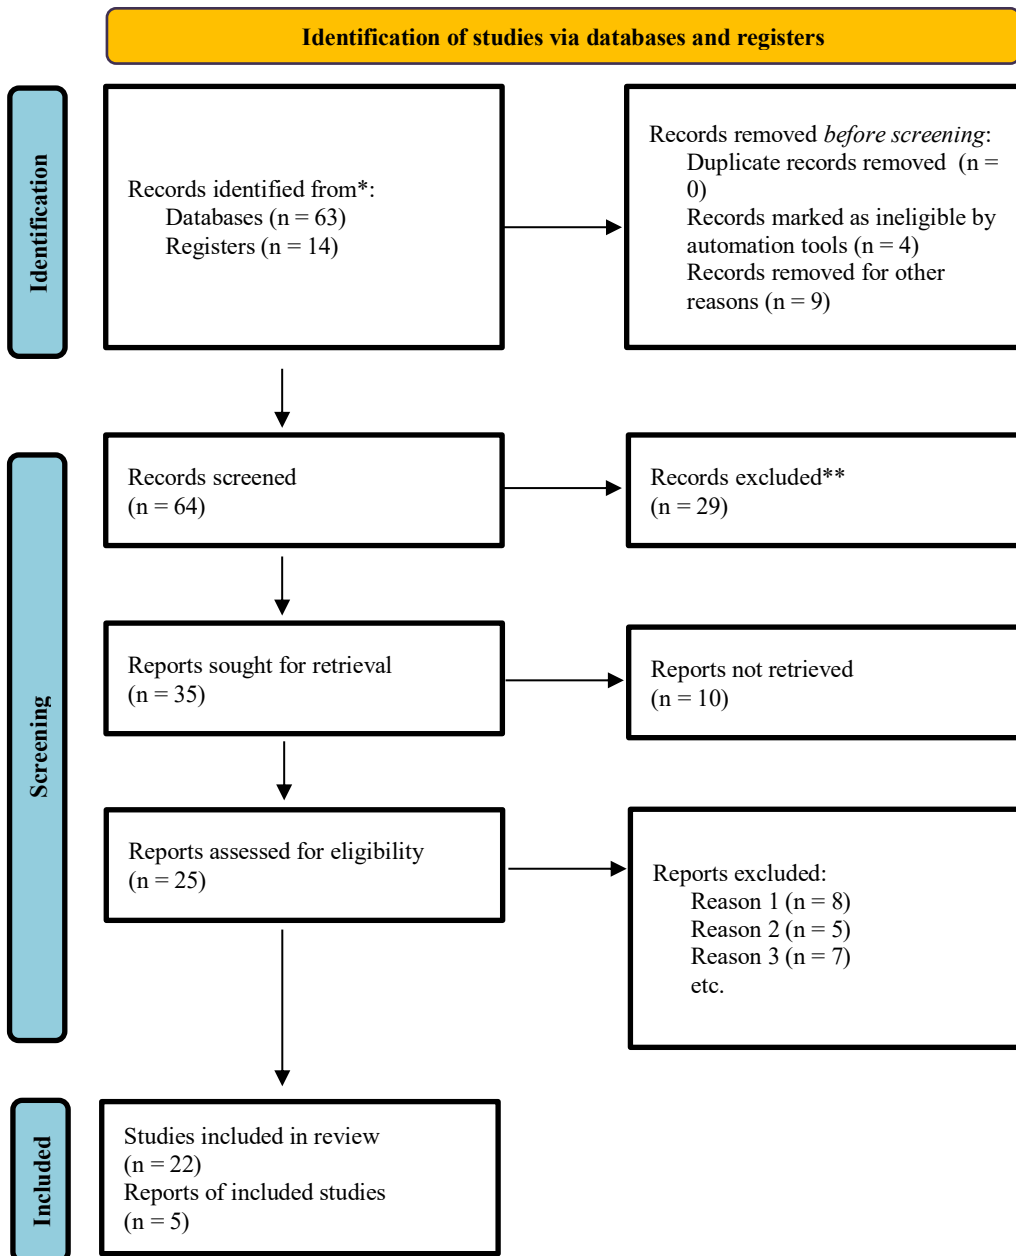 Identification of studies via databases and registers
Identification
Records identified from*:
Databases (n = 63)
Registers (n = 14)
Records removed before screening:
Duplicate records removed  (n =
0)
Records marked as ineligible by
automation tools (n = 4)
Records removed for other
reasons (n = 9)
Screening
Records screened
(n = 64)
Records excluded**
(n = 29)
Reports sought for retrieval
(n = 35)
Reports not retrieved
(n = 10)
Reports assessed for eligibility
(n = 25)
Reports excluded:
Reason 1 (n = 8)
Reason 2 (n = 5)
Reason 3 (n = 7)
etc.
Included
Studies included in review
(n = 22)
Reports of included studies
(n = 5)